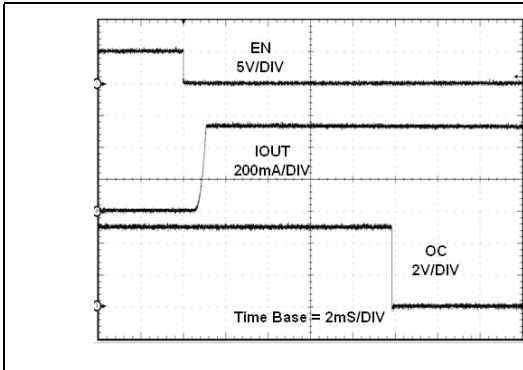 EN
5V/DIV
IOUT
200mA/DIV
OC
2V/DIV
Time Base = 2mS/DIV